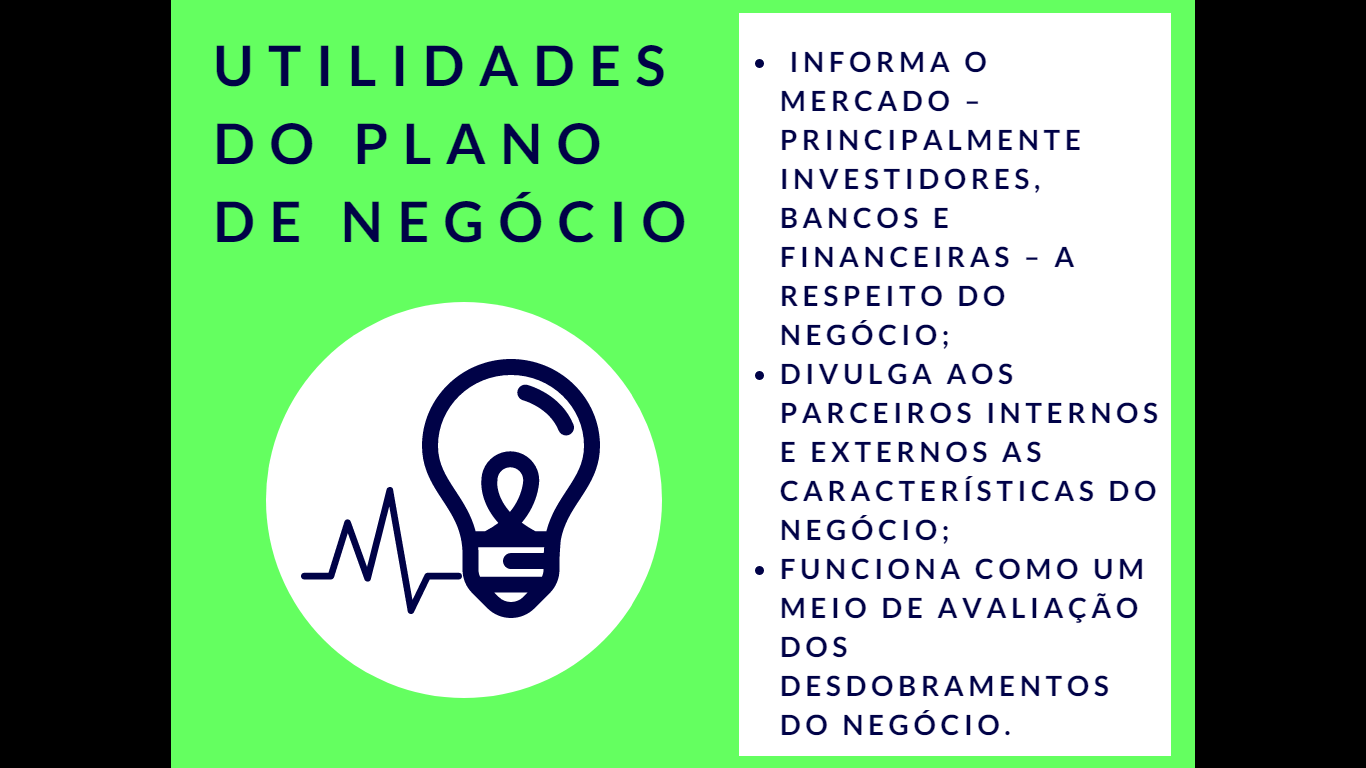 UTILIDADES
DO PLANO
DE NEGÓCIO
• INFORMA O
MERCADO –
PRINCIPALMENTE
INVESTIDORES,
BANCOS E
FINANCEIRAS – A
RESPEITO DO
NEGÓCIO;
• DIVULGA AOS
PARCEIROS INTERNOS
E EXTERNOS AS
CARACTERÍSTICAS DO
NEGÓCIO;
• FUNCIONA COMO UM
MEIO DE AVALIAÇÃO
DOS
DESDOBRAMENTOS
DO NEGÓCIO.